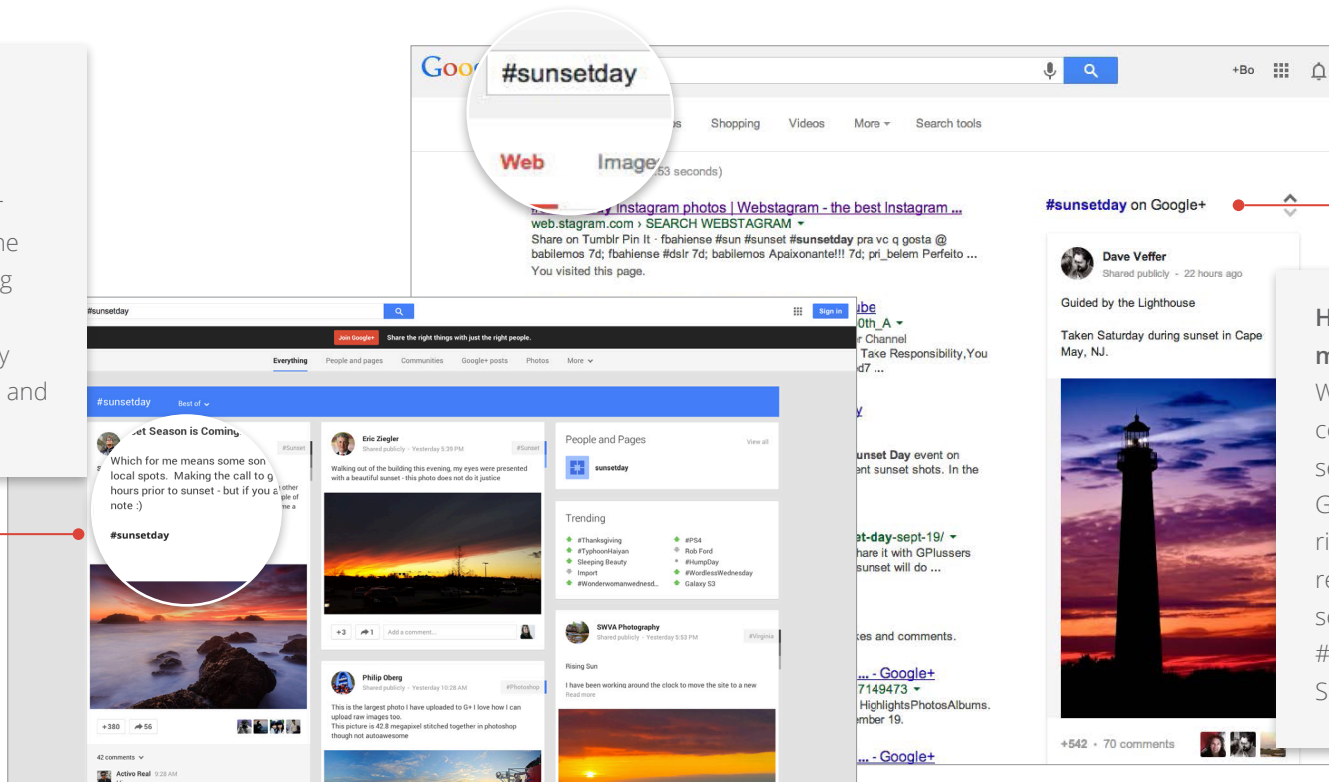 #sunsetday
+Bo
Shopping Videos More Search tools
Web Image
53 seconds)
Instagram photos | Webstagram - the best Instagram ...
web.stagram.com › SEARCH WEBSTAGRAM
Share on Tumblr Pin It · fbahiense #sun #sunset #sunsetday pra vc q gosta @
babilemos 7d; fbahiense #dslr 7d; babilemos Apaixonante!!! 7d; pri_belem Perfeito ...
You visited this page.
r Channel
Take Responsibility,You
unset Day event on
ent sunset shots. In the
et-day-sept-19/
hare it with GPlussers
sunset will do ...
kes and comments.
... - Google+
7149473
HighlightsPhotosAlbums.
ember 19.
... - Google+
#sunsetday on Google+
Dave Veffer
Shared publicly - 22 hours ago
Guided by the Lighthouse
Taken Saturday during sunset in Cape
May, NJ.
+542 · 70 comments
and
#sunsetday
Sign in
Join Google+ Share the right things with just the right people.
Everything People and pages Communities Google+ posts Photos More
#sunsetday Best of
et Season is Coming
#Sunset
Which for me means some son
local spots. Making the call to g
hours prior to sunset - but if you a
note :)
#sunsetday
+380 56
42 comments
Activo Real 9:28 AM
Eric Ziegler
Shared publicly - Yesterday 5:39 PM
#Sunset
Walking out of the building this evening, my eyes were presented
with a beautiful sunset - this photo does not do it justice
+3 1 Add a comment...
Philip Oberg
Shared publicly - Yesterday 10:28 AM
#Photoshop
This is the largest photo I have uploaded to G+ I love how I can
upload raw images too.
This picture is 42.8 megapixel stitched together in photoshop
though not autoawesome
People and Pages View all
sunsetday
Trending
#Thanksgiving #PS4
#TyphoonHaiyan Rob Ford
Sleeping Beauty #HumpDay
Import #WordlessWednesday
#Wonderwomanwednesd... Galaxy S3
SWVA Photography
Shared publicly - Yesterday 5:53 PM
#Virginia
Rising Sun
I have been working around the clock to move the site to a new
Read more